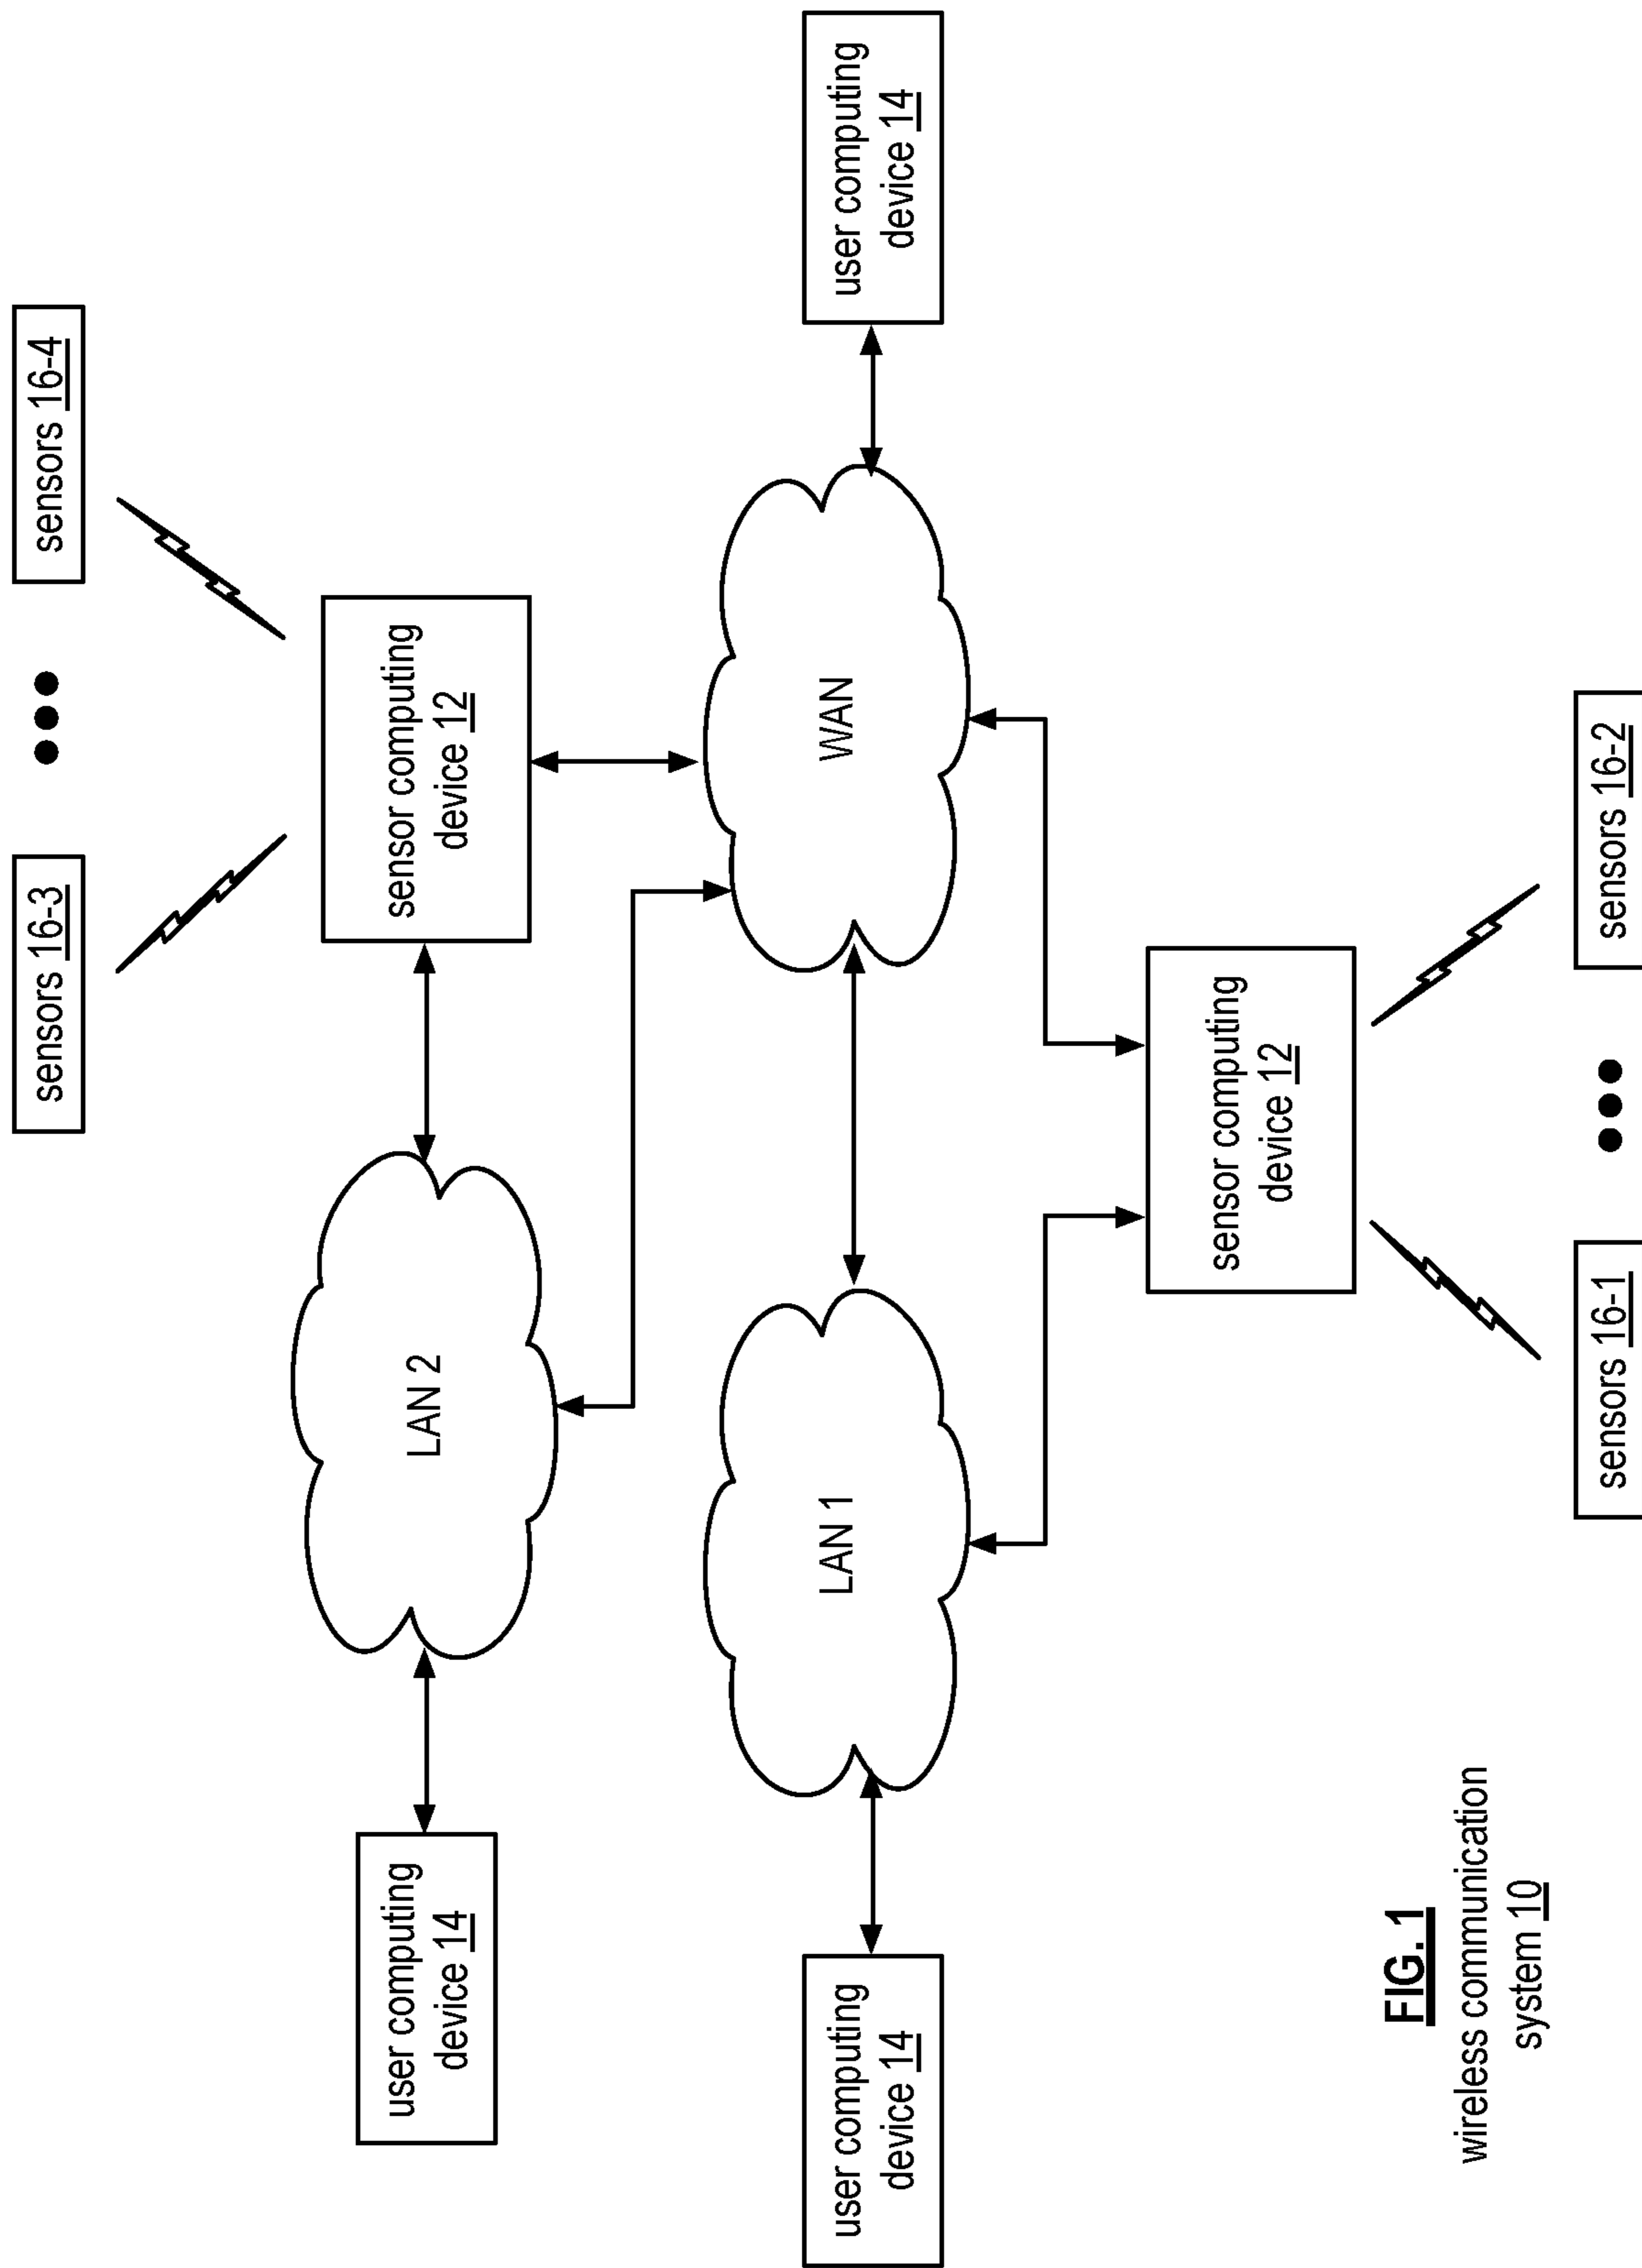 sensors 16-3
sensors 16-4
sensor computing
device 12
LAN 2
user computing
device 14
WAN
LAN 1
user computing
device 14
user computing
device 14
sensor computing
device 12
sensors 16-1
sensors 16-2
FIG. 1
wireless communication
system 10